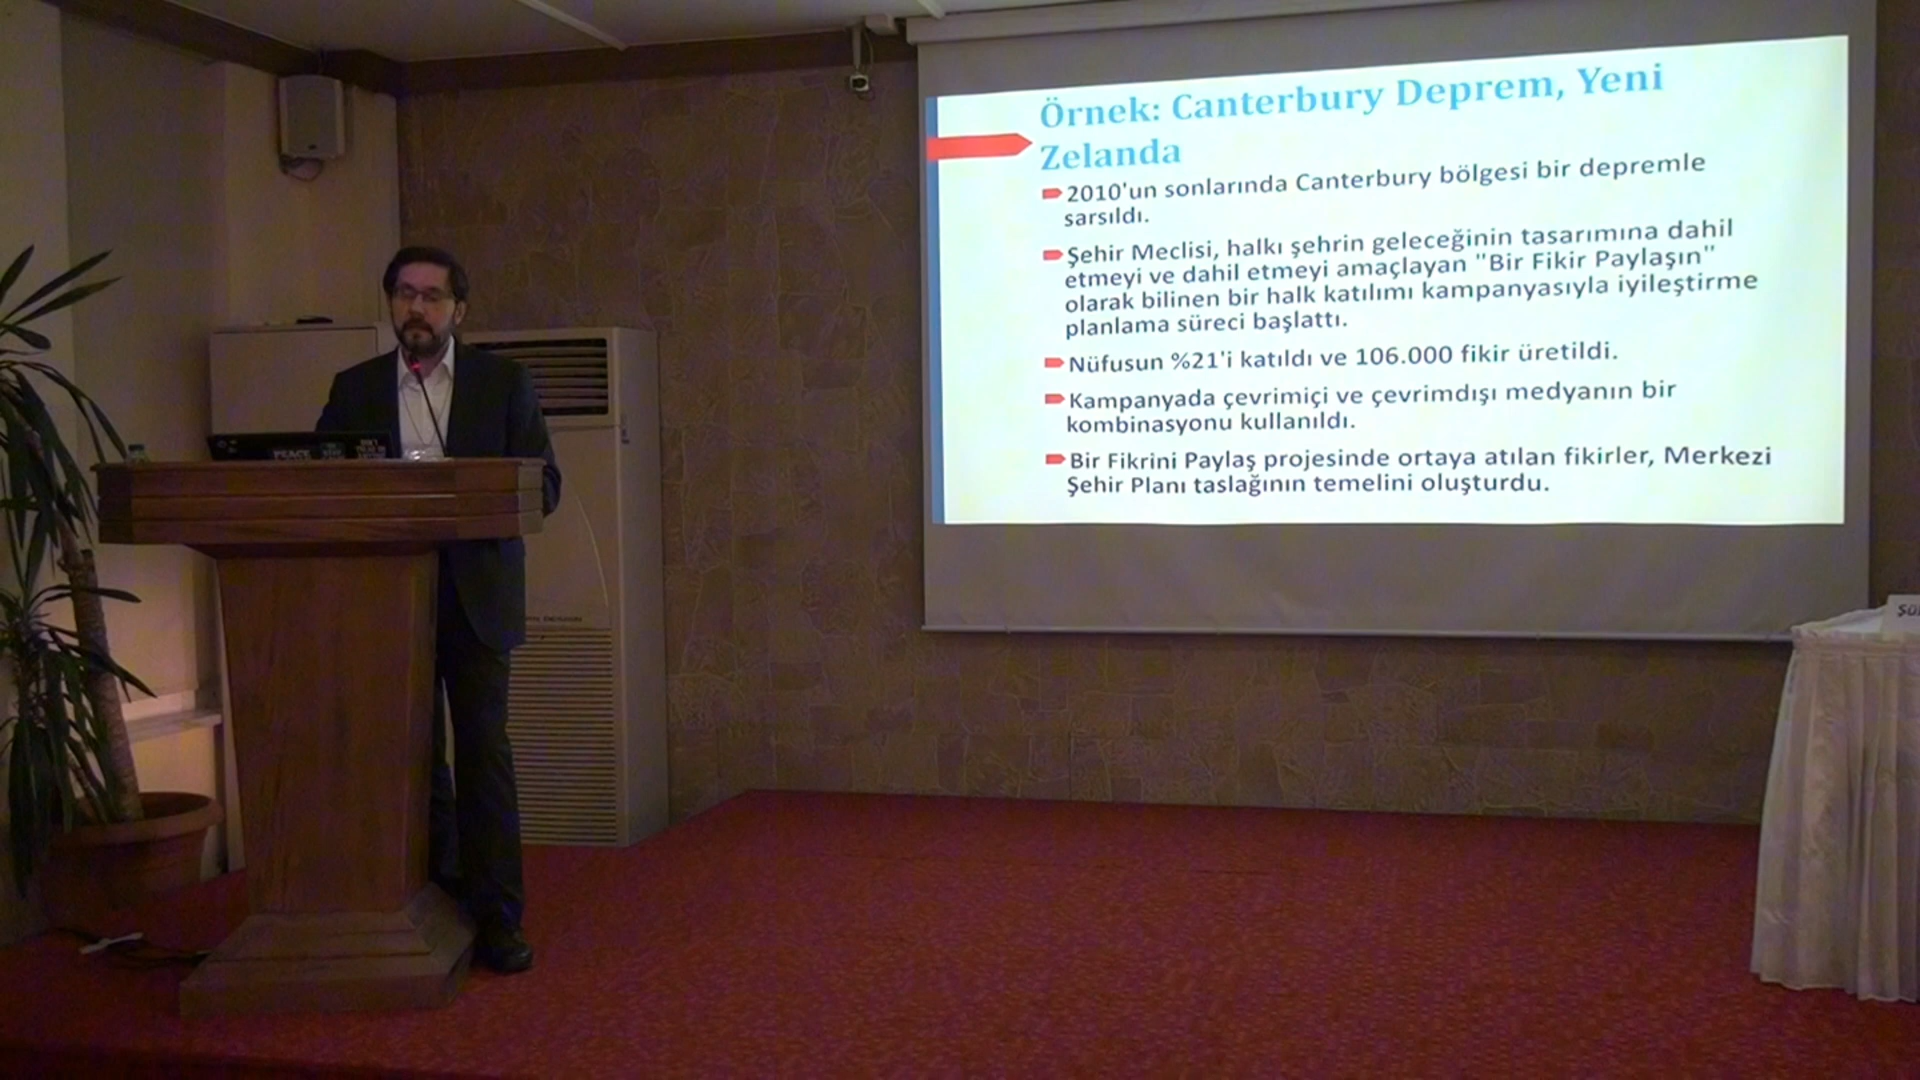 Örnek: Canterbury Deprem, Yeni
Zelanda
2010'un sonlarında Canterbury bölgesi bir depremle
sarsıldı.
Şehir Meclisi, halkı şehrin geleceğinin tasarımına dahil
etmeyi ve dahil etmeyi amaçlayan "Bir Fikir Paylaşın"
olarak bilinen bir halk katılımı kampanyasıyla iyileştirme
planlama süreci başlattı.
Nüfusun %21'i katıldı ve 106.000 fikir üretildi.
Kampanyada çevrimiçi ve çevrimdışı medyanın bir
kombinasyonu kullanıldı.
Bir Fikrini Paylaş projesinde ortaya atılan fikirler, Merkezi
Şehir Planı taslağının temelini oluşturdu.
PEACE